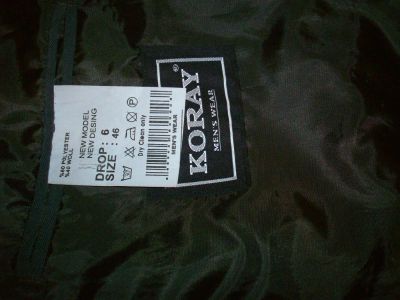 KORAY®
MEN'S WEAR
NEW MODEL
NEW DESING
DROP : 6
SIZE : 46
Dry Clean only
MEN'S WEAR